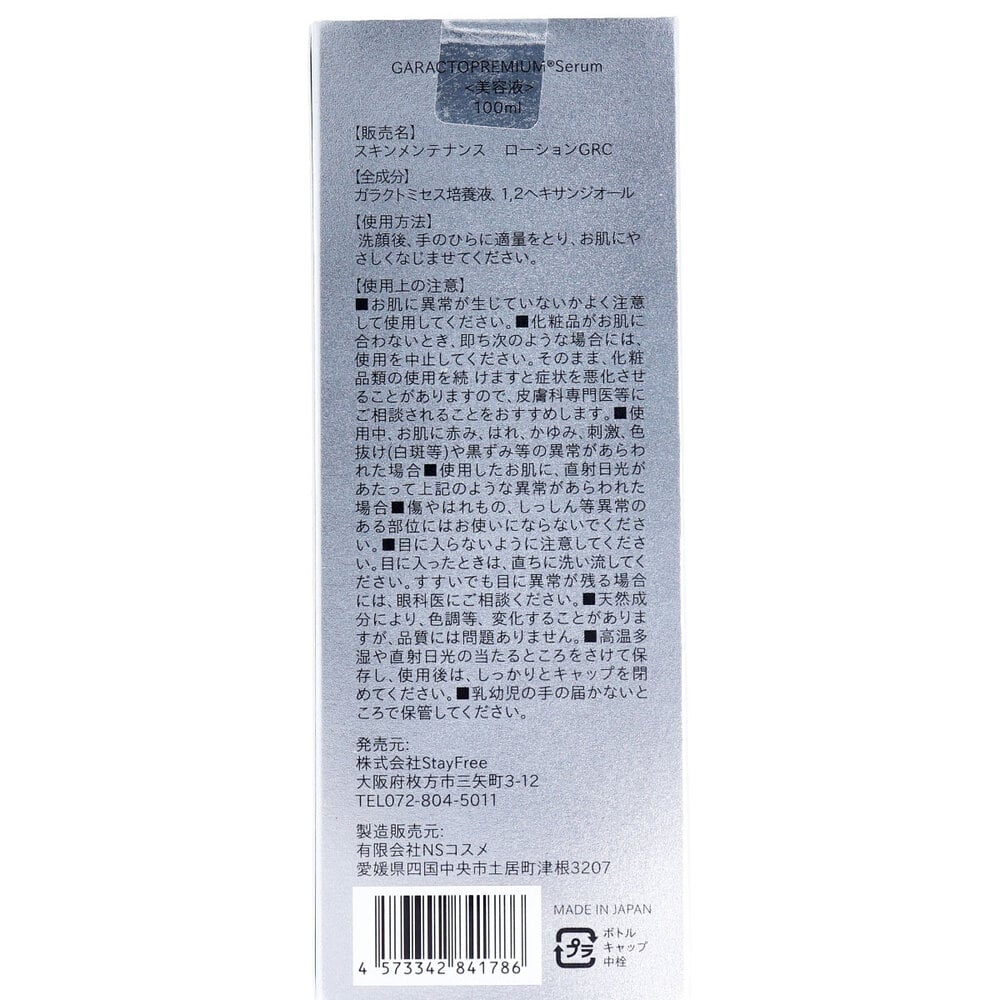 GARACTOPREMIUM®Serum
<美容液>
100ml
【販売名】
スキンメンテナンス　ローションGRC
【全成分】
ガラクトミセス培養液、1,2ヘキサンジオール
【使用方法】
洗顔後、手のひらに適量をとり、お肌にや
さしくなじませてください。
【使用上の注意】
■お肌に異常が生じていないかよく注意
して使用してください。■化粧品がお肌に
合わないとき、即ち次のような場合には、
使用を中止してください。そのまま、化粧
品類の使用を続 けますと症状を悪化させ
ることがありますので、皮膚科専門医等に
ご相談されることをおすすめします。■使
用中、お肌に赤み、はれ、かゆみ、刺激、色
抜け(白斑等)や黒ずみ等の異常があらわ
れた場合■使用したお肌に、直射日光が
あたって上記のような異常があらわれた
場合■傷やはれもの、しっしん等異常の
ある部位にはお使いにならないでくださ
い。■目に入らないように注意してくださ
い。目に入ったときは、直ちに洗い流してく
ださい。すすいでも目に異常が残る場合
には、眼科医にご相談ください。■天然成
分により、色調等、変化することがありま
すが、品質には問題ありません。■高温多
湿や直射日光の当たるところをさけて保
存し、使用後は、しっかりとキャップを閉
めてください。■乳幼児の手の届かないと
ころで保管してください。
発売元:
株式会社StayFree
大阪府枚方市三矢町3-12
TEL072-804-5011
製造販売元:
有限会社NSコスメ
愛媛県四国中央市土居町津根3207
MADE IN JAPAN
プラ
ボトル
キャップ
中栓
4 573342 841786